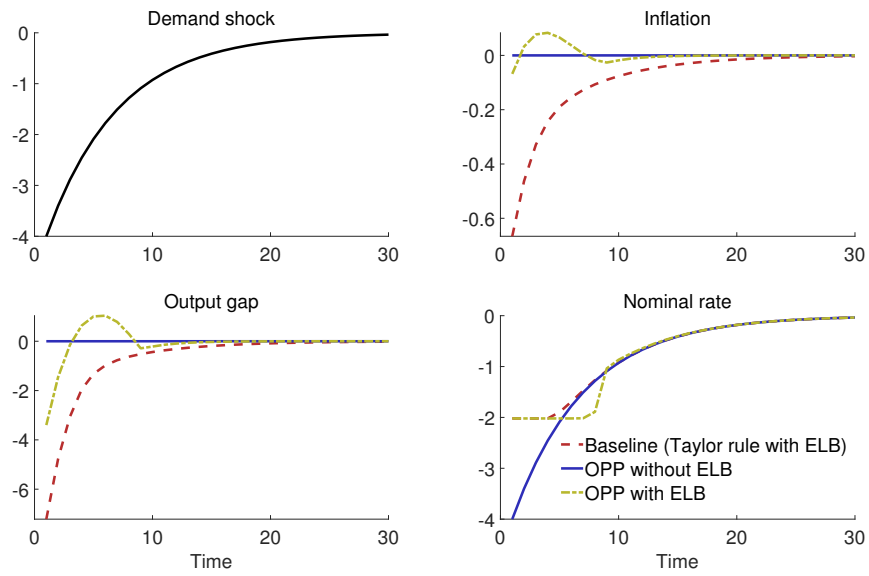 Demand shock
0
-1
-2
-3
-4
0 10 20 30
Inflation
0
-0.2
-0.4
-0.6
0 10 20 30
Output gap
0
-2
-4
-6
0 10 20 30
Time
Nominal rate
0
-1
-2
-3
-4
Baseline (Taylor rule with ELB)
OPP without ELB
OPP with ELB
0 10 20 30
Time